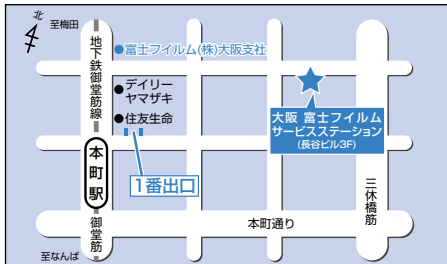 北
至梅田
地下鉄御堂筋線
富士フイルム(株)大阪支社
デイリー
ヤマザキ
住友生命
大阪 富士フイルム
サービスステーション
(長谷ビル3F)
本町駅
1番出口
三休橋筋
御堂筋
本町通り
至なんば